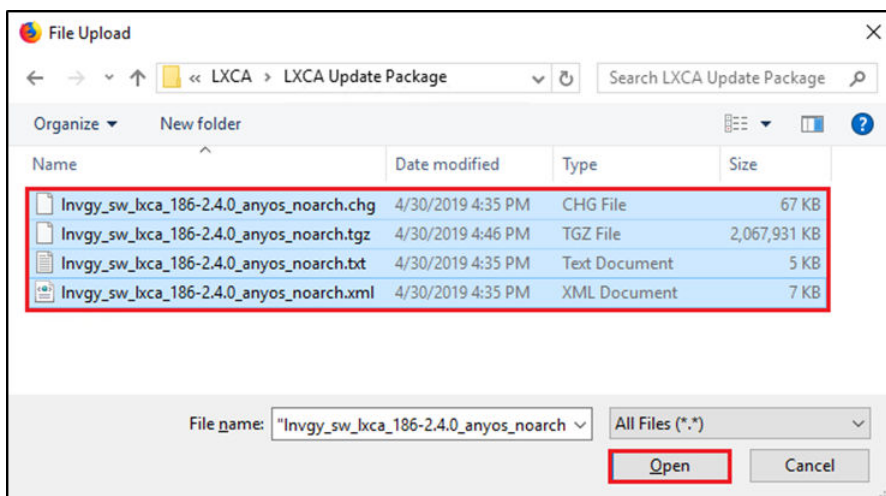 File Upload
« LXCA > LXCA Update Package
Search LXCA Update Package
Organize
New folder
Name Date modified Type Size
lnvgy_sw_lxca_186-2.4.0_anyos_noarch.chg 4/30/2019 4:35 PM CHG File 67 KB
lnvgy_sw_lxca_186-2.4.0_anyos_noarch.tgz 4/30/2019 4:46 PM TGZ File 2,067,931 KB
lnvgy_sw_lxca_186-2.4.0_anyos_noarch.txt 4/30/2019 4:35 PM Text Document 5 KB
lnvgy_sw_lxca_186-2.4.0_anyos_noarch.xml 4/30/2019 4:35 PM XML Document 7 KB
File name: "lnvgy_sw_lxca_186-2.4.0_anyos_noarch All Files (*.*)
Open Cancel